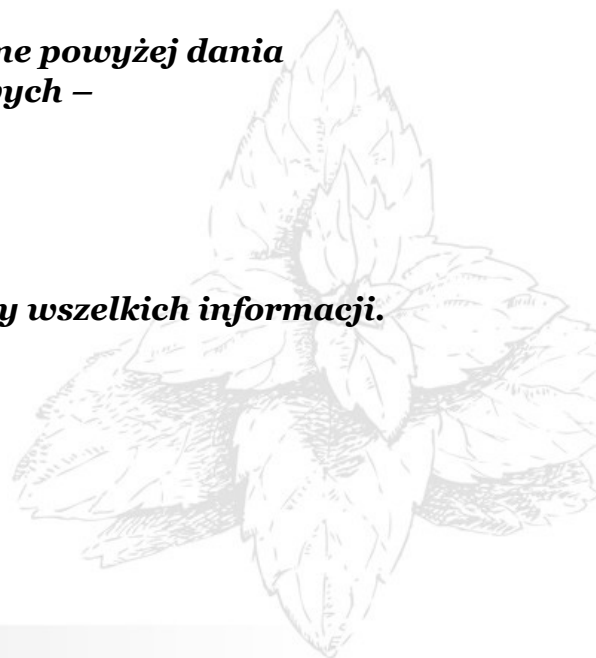 ne powyżej dania
ych –
y wszelkich informacji.